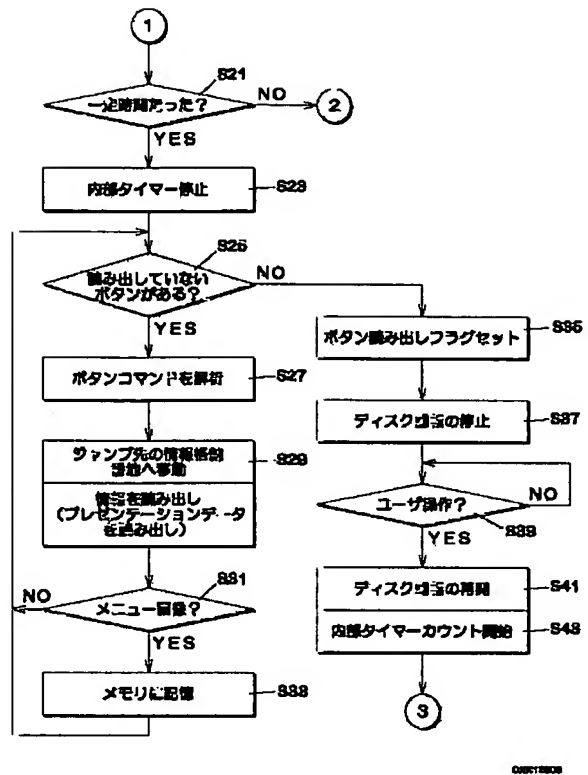 1
S21
一定時間たった？
NO
2
YES
内部タイマー停止
S23
S25
読み出していない
ボタンがある？
NO
YES
S35
ボタン読み出しフラグセット
ボタンコマンドを解析
S27
ディスク回転の停止
S37
ジャンプ先の情報格納
番地へ移動
S29
情報を読み出し
(プレゼンテーションデータ
を読み出し)
ユーザ操作？
NO
S39
YES
S31
NO
メニュー画像？
YES
ディスク回転の再開
S41
内部タイマーカウント開始
S43
メモリに記憶
S33
3